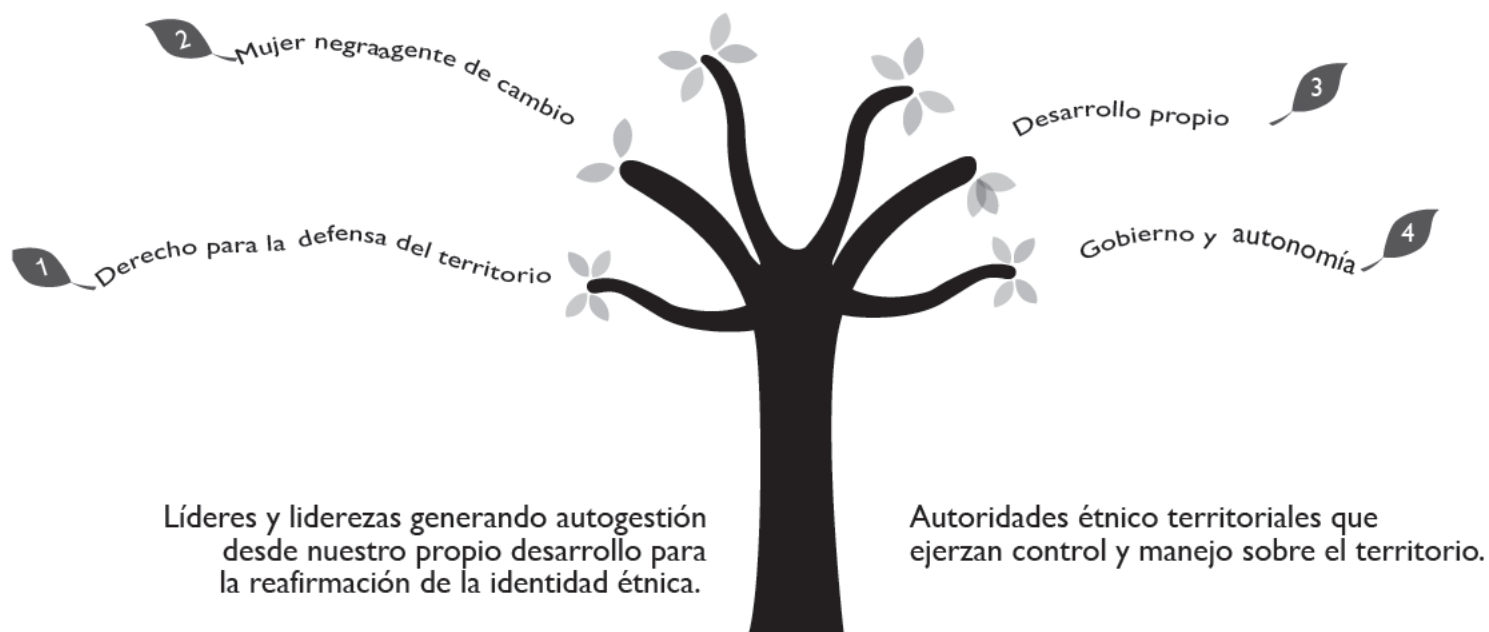 1
Derecho para la defensa del territorio
2
Mujer negraagente de cambio
Desarrollo propio
3
Gobierno y autonomía
4
Líderes y liderezas generando autogestión
desde nuestro propio desarrollo para
la reafirmación de la identidad étnica.
Autoridades étnico territoriales que
ejerzan control y manejo sobre el territorio.